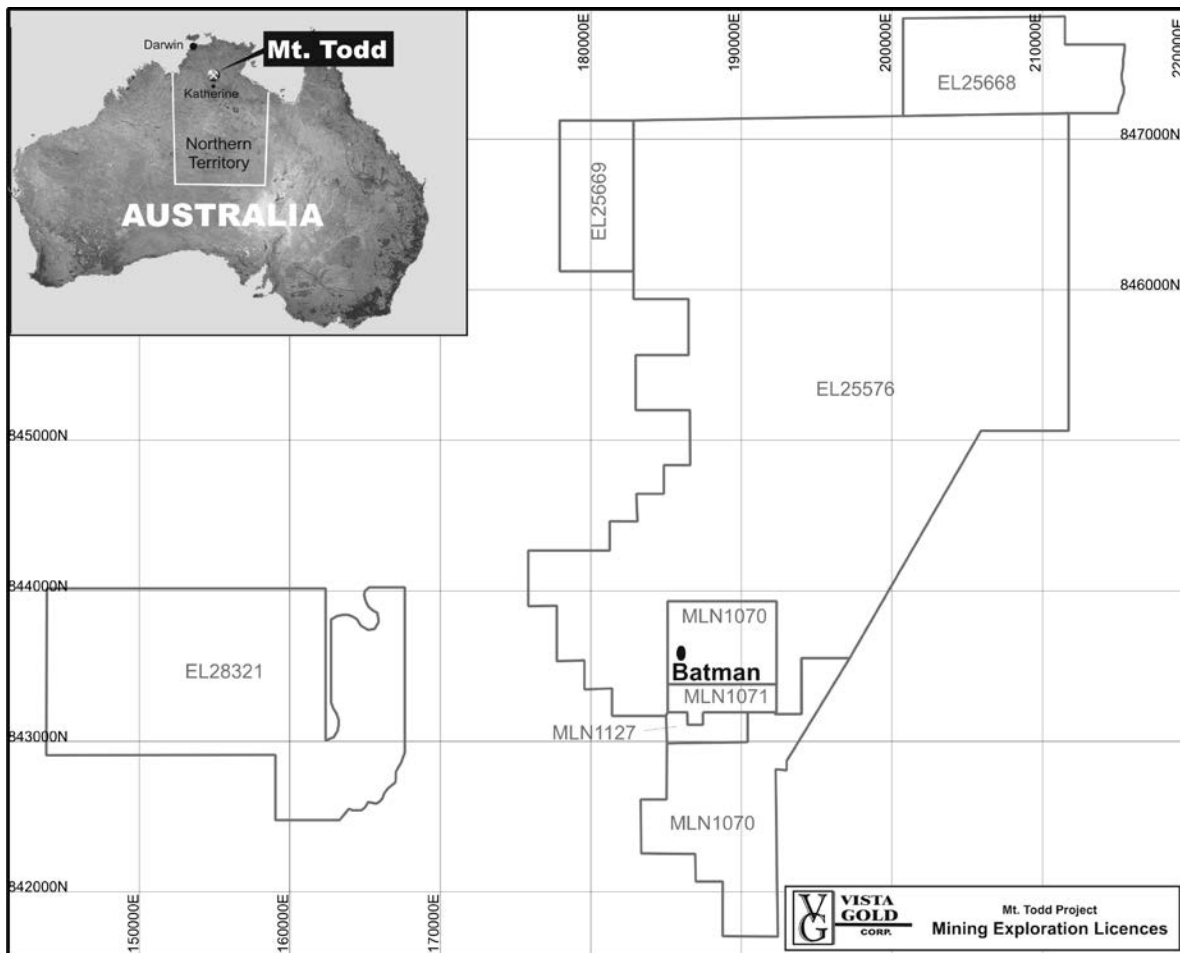 Darwin
Mt. Todd
Katherine
Northern
Territory
AUSTRALIA
180000E
190000E
200000E
210000E
220000E
EL25668
847000N
EL25669
846000N
EL25576
845000N
844000N
MLN1070
EL28321
Batman
MLN1071
MLN1127
843000N
MLN1070
842000N
150000E
160000E
170000E
VG
VISTA
GOLD
CORP.
Mt. Todd Project
Mining Exploration Licences